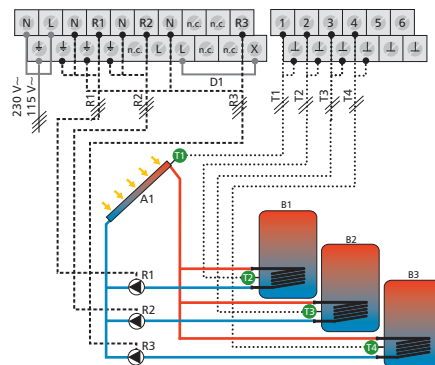 N L N R1 N R2 N n.c. n.c. R3
n.c. L L n.c. n.c. X
1 2 3 4 5 6
D1
230 V~
115 V~
R1
R2
R3
T1
T2
T3
T4
T1
A1
B1
B2
B3
T2
T3
T4
R1
R2
R3